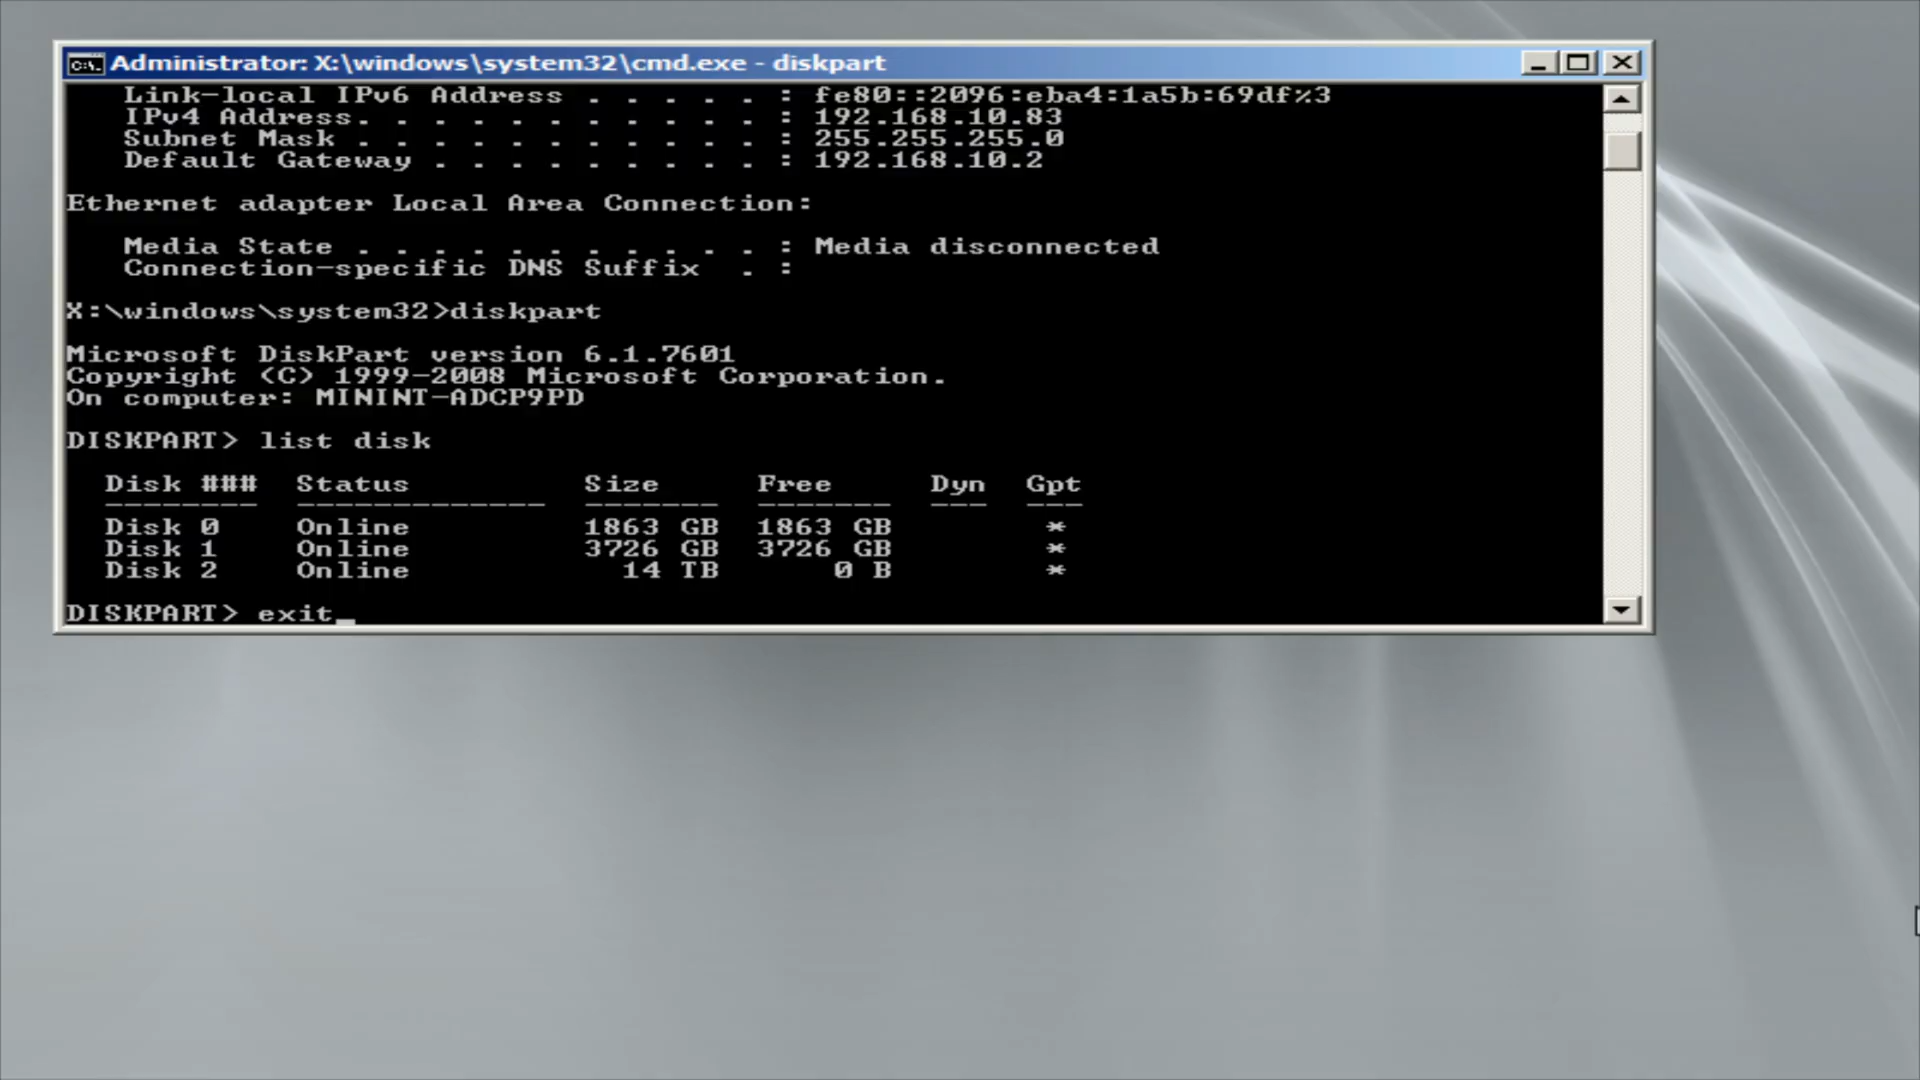 Administrator: X:\windows\system32\cmd.exe - diskpart
Link-local IPv6 Address . . . . . : fe80::2096:eba4:1a5b:69df%3
IPv4 Address. . . . . . . . . . . : 192.168.10.83
Subnet Mask . . . . . . . . . . . : 255.255.255.0
Default Gateway . . . . . . . . . : 192.168.10.2
Ethernet adapter Local Area Connection:
Media State . . . . . . . . . . . : Media disconnected
Connection-specific DNS Suffix  . :
X:\windows\system32>diskpart
Microsoft DiskPart version 6.1.7601
Copyright (C) 1999-2008 Microsoft Corporation.
On computer: MININT-ADCP9PD
DISKPART> list disk
Disk ###  Status         Size     Free     Dyn  Gpt
--------  -------------  -------  -------  ---  ---
Disk 0    Online         1863 GB  1863 GB        *
Disk 1    Online         3726 GB  3726 GB        *
Disk 2    Online           14 TB      0 B        *
DISKPART> exit_